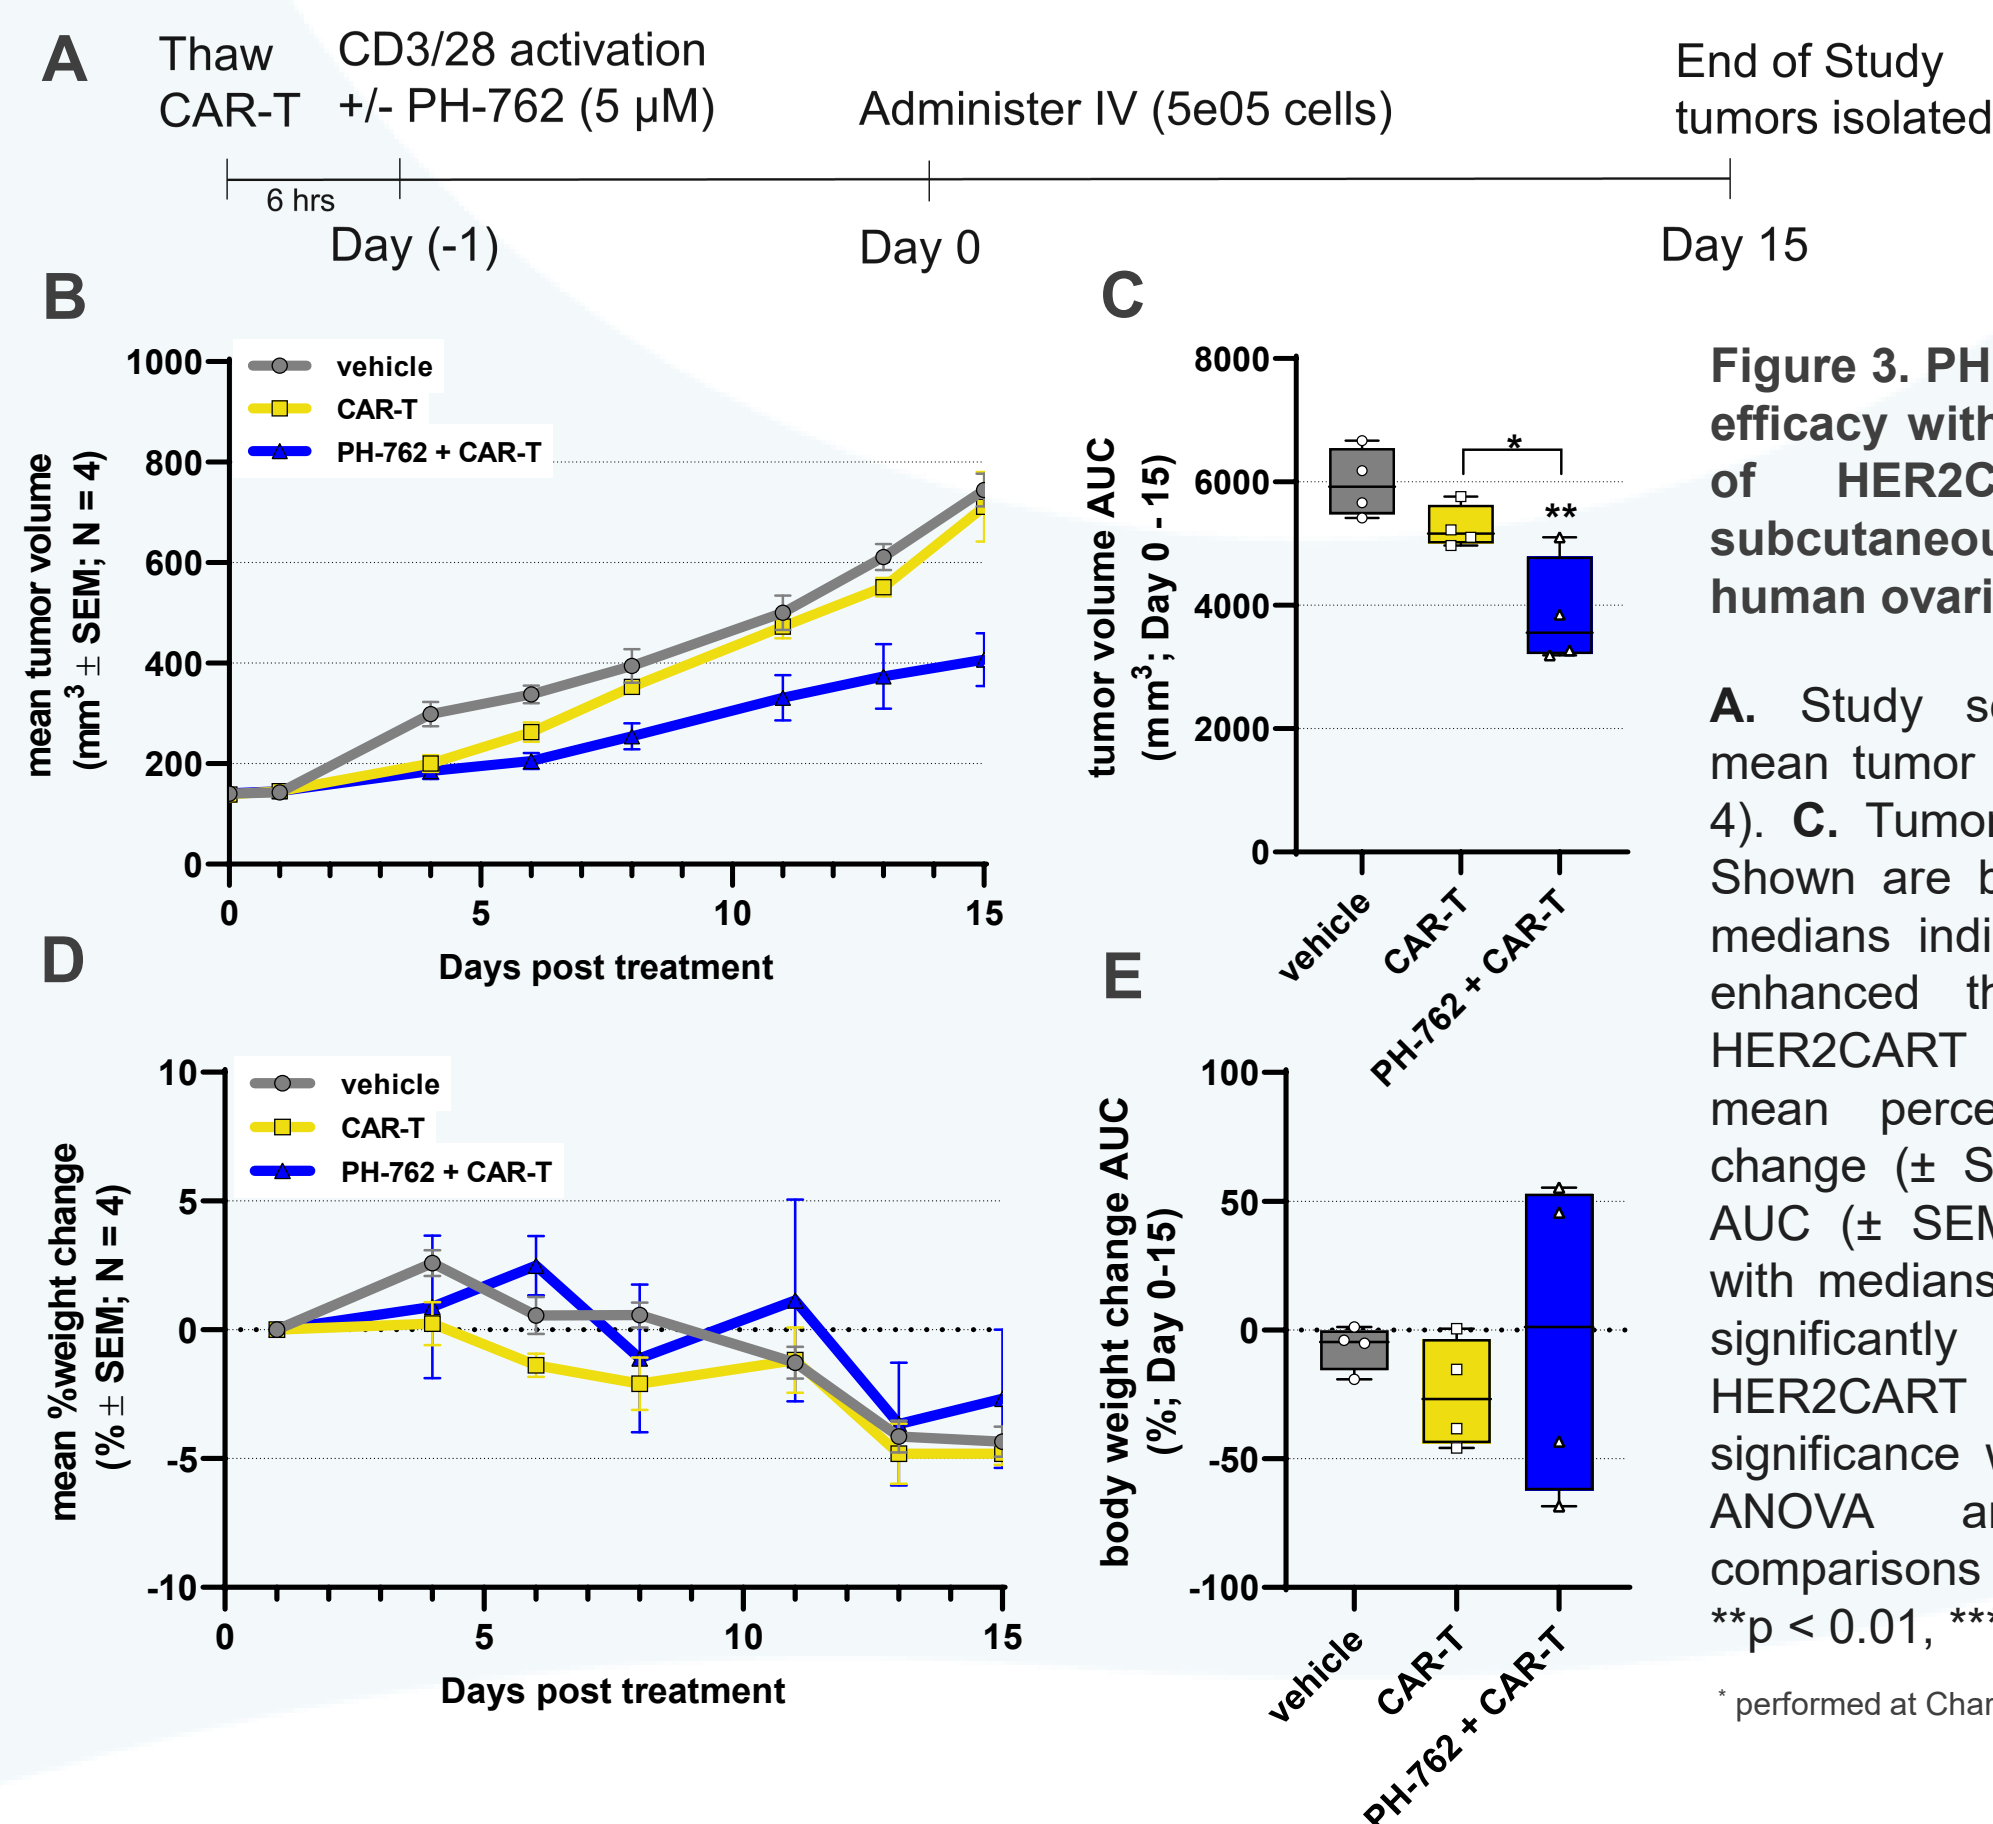 A
Thaw
CAR-T
CD3/28 activation
+/- PH-762 (5 µM)
Administer IV (5e05 cells)
End of Study
tumors isolated
6 hrs
Day (-1)
Day 0
Day 15
B
mean tumor volume
(mm³ ± SEM; N = 4)
1000
800
600
400
200
0
vehicle
CAR-T
PH-762 + CAR-T
0
5
10
15
Days post treatment
C
tumor volume AUC
(mm³; Day 0 - 15)
8000
6000
4000
2000
0
*
**
vehicle
CAR-T
PH-762 + CAR-T
D
mean %weight change
(% ± SEM; N = 4)
10
5
0
-5
-10
vehicle
CAR-T
PH-762 + CAR-T
0
5
10
15
Days post treatment
E
body weight change AUC
(%; Day 0-15)
100
50
0
-50
-100
vehicle
CAR-T
PH-762 + CAR-T
Figure 3. PH
efficacy with
of HER2C
subcutaneou
human ovari
A. Study s
mean tumor
4). C. Tumor
Shown are b
medians indi
enhanced th
HER2CART
mean perce
change (± S
AUC (± SEM
with medians
significantly
HER2CART
significance w
ANOVA a
comparisons
**p < 0.01, ***
* performed at Char